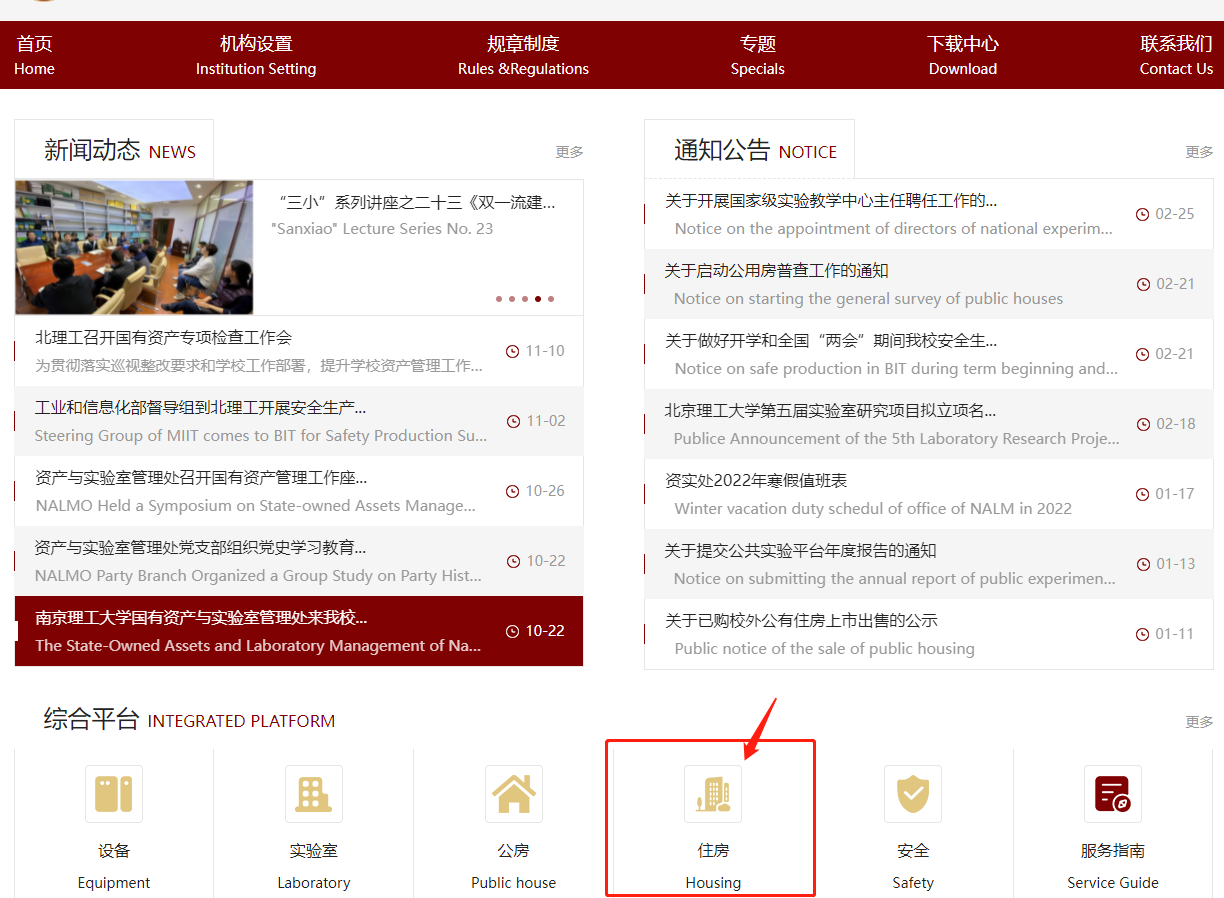 首页
Home
机构设置
Institution Setting
规章制度
Rules &Regulations
专题
Specials
下载中心
Download
联系我们
Contact Us
新闻动态 NEWS
更多
“三小”系列讲座之二十三《双一流建...
"Sanxiao" Lecture Series No. 23
北理工召开国有资产专项检查工作会
为贯彻落实巡视整改要求和学校工作部署，提升学校资产管理工作...
11-10
工业和信息化部督导组到北理工开展安全生产...
Steering Group of MIIT comes to BIT for Safety Production Su...
11-02
资产与实验室管理处召开国有资产管理工作座...
NALMO Held a Symposium on State-owned Assets Manage...
10-26
资产与实验室管理处党支部组织党史学习教育...
NALMO Party Branch Organized a Group Study on Party Hist...
10-22
南京理工大学国有资产与实验室管理处来我校...
The State-Owned Assets and Laboratory Management of Na...
10-22
通知公告 NOTICE
更多
关于开展国家级实验教学中心主任聘任工作的...
Notice on the appointment of directors of national experim...
02-25
关于启动公用房普查工作的通知
Notice on starting the general survey of public houses
02-21
关于做好开学和全国“两会”期间我校安全生...
Notice on safe production in BIT during term beginning and...
02-21
北京理工大学第五届实验室研究项目拟立项名...
Publice Announcement of the 5th Laboratory Research Proje...
02-18
资实处2022年寒假值班表
Winter vacation duty schedul of office of NALM in 2022
01-17
关于提交公共实验平台年度报告的通知
Notice on submitting the annual report of public experimen...
01-13
关于已购校外公有住房上市出售的公示
Public notice of the sale of public housing
01-11
综合平台 INTEGRATED PLATFORM
更多
设备
Equipment
实验室
Laboratory
公房
Public house
住房
Housing
安全
Safety
服务指南
Service Guide